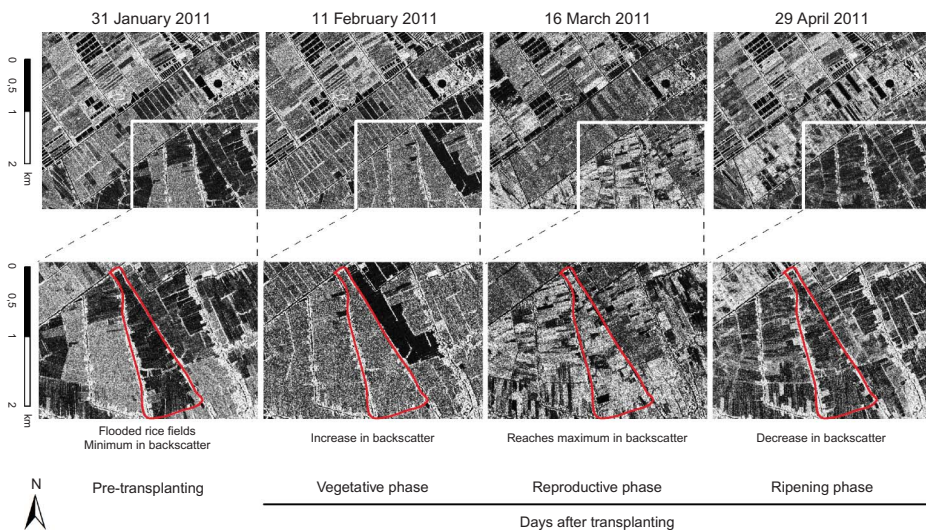 31 January 2011
11 February 2011
16 March 2011
29 April 2011
0
0,5
1
2
km
0
0,5
1
2
km
Flooded rice fields
Minimum in backscatter
Increase in backscatter
Reaches maximum in backscatter
Decrease in backscatter
N
Pre-transplanting
Vegetative phase
Reproductive phase
Ripening phase
Days after transplanting